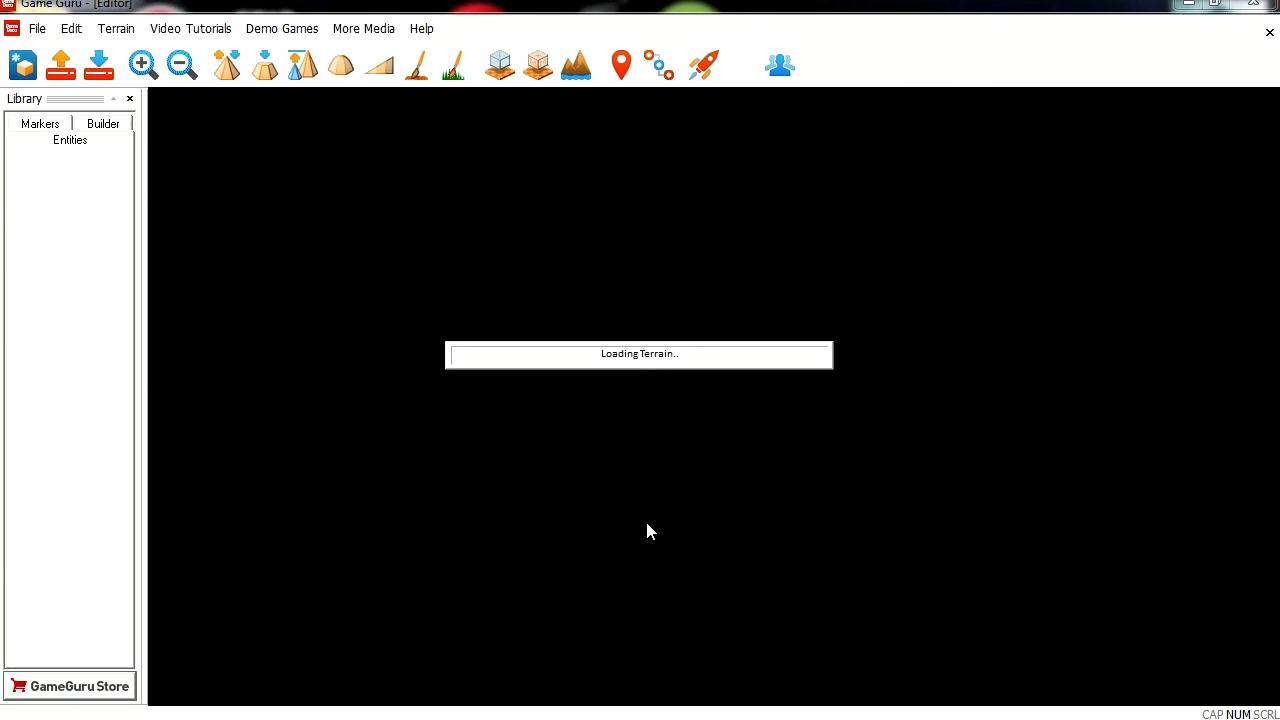 Game Guru - [Editor]
File Edit Terrain Video Tutorials Demo Games More Media Help
Library
Markers Builder
Entities
Loading Terrain..
GameGuru Store
CAP NUM SCRL